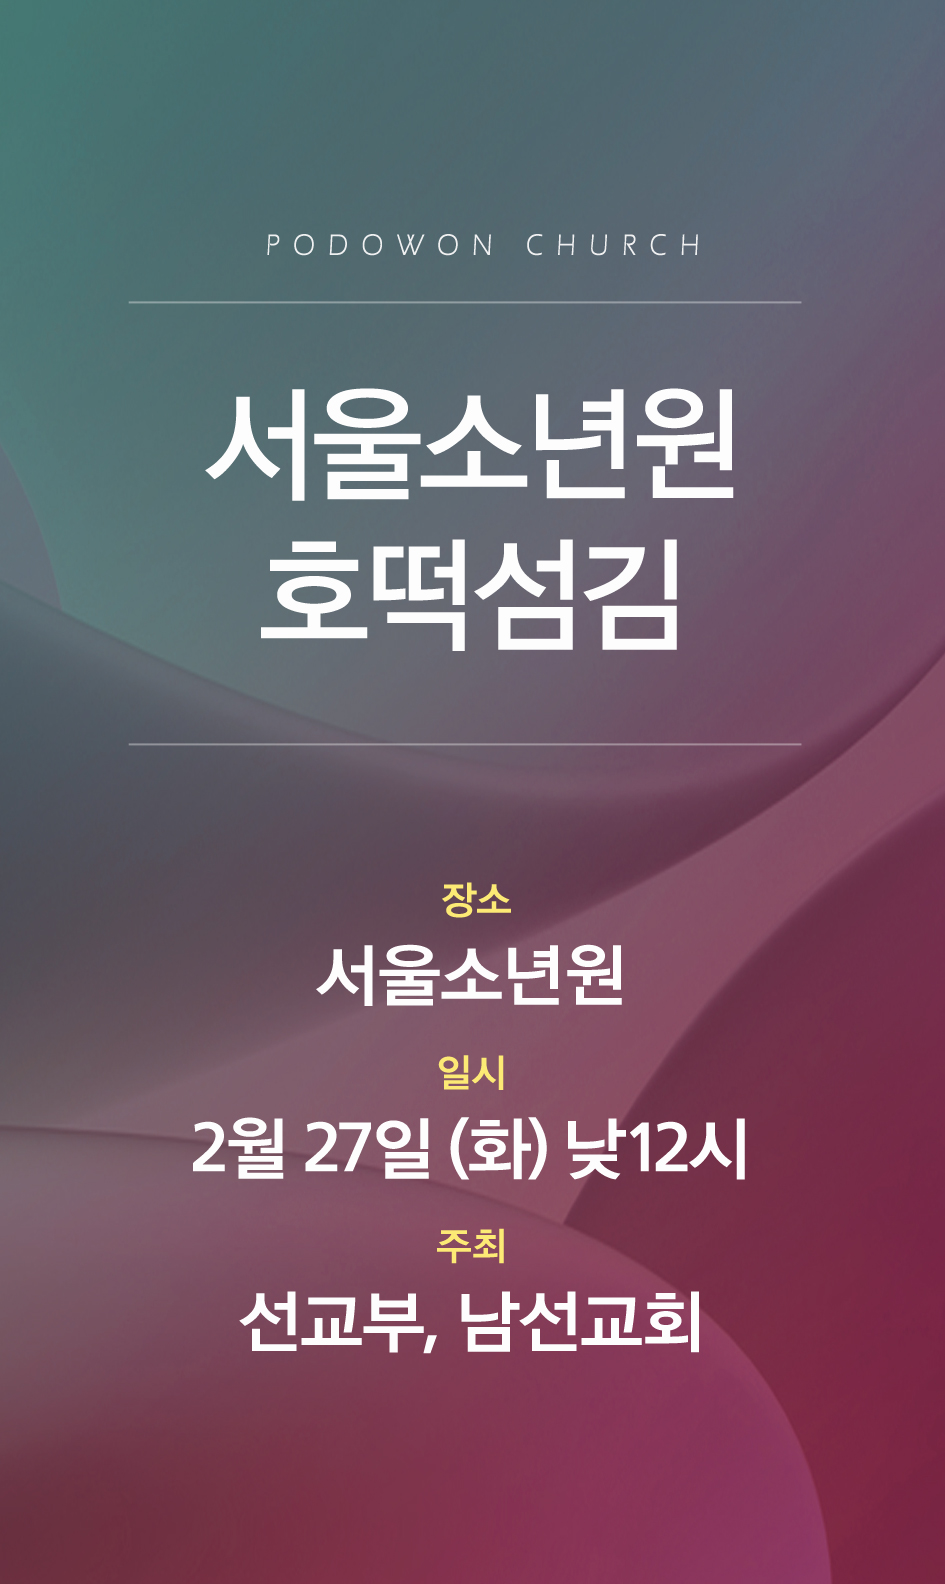 PODOWON CHURCH
서울소년원
호떡섬김
장소
서울소년원
일시
2월 27일 (화) 낮12시
주최
선교부, 남선교회